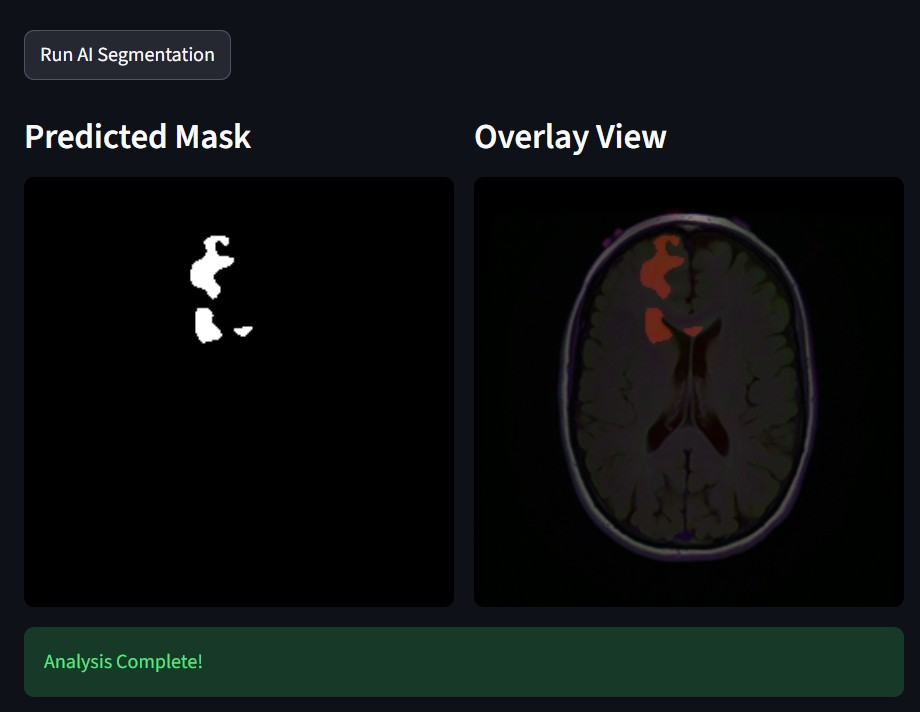 Run AI Segmentation
Predicted Mask
Overlay View
Analysis Complete!